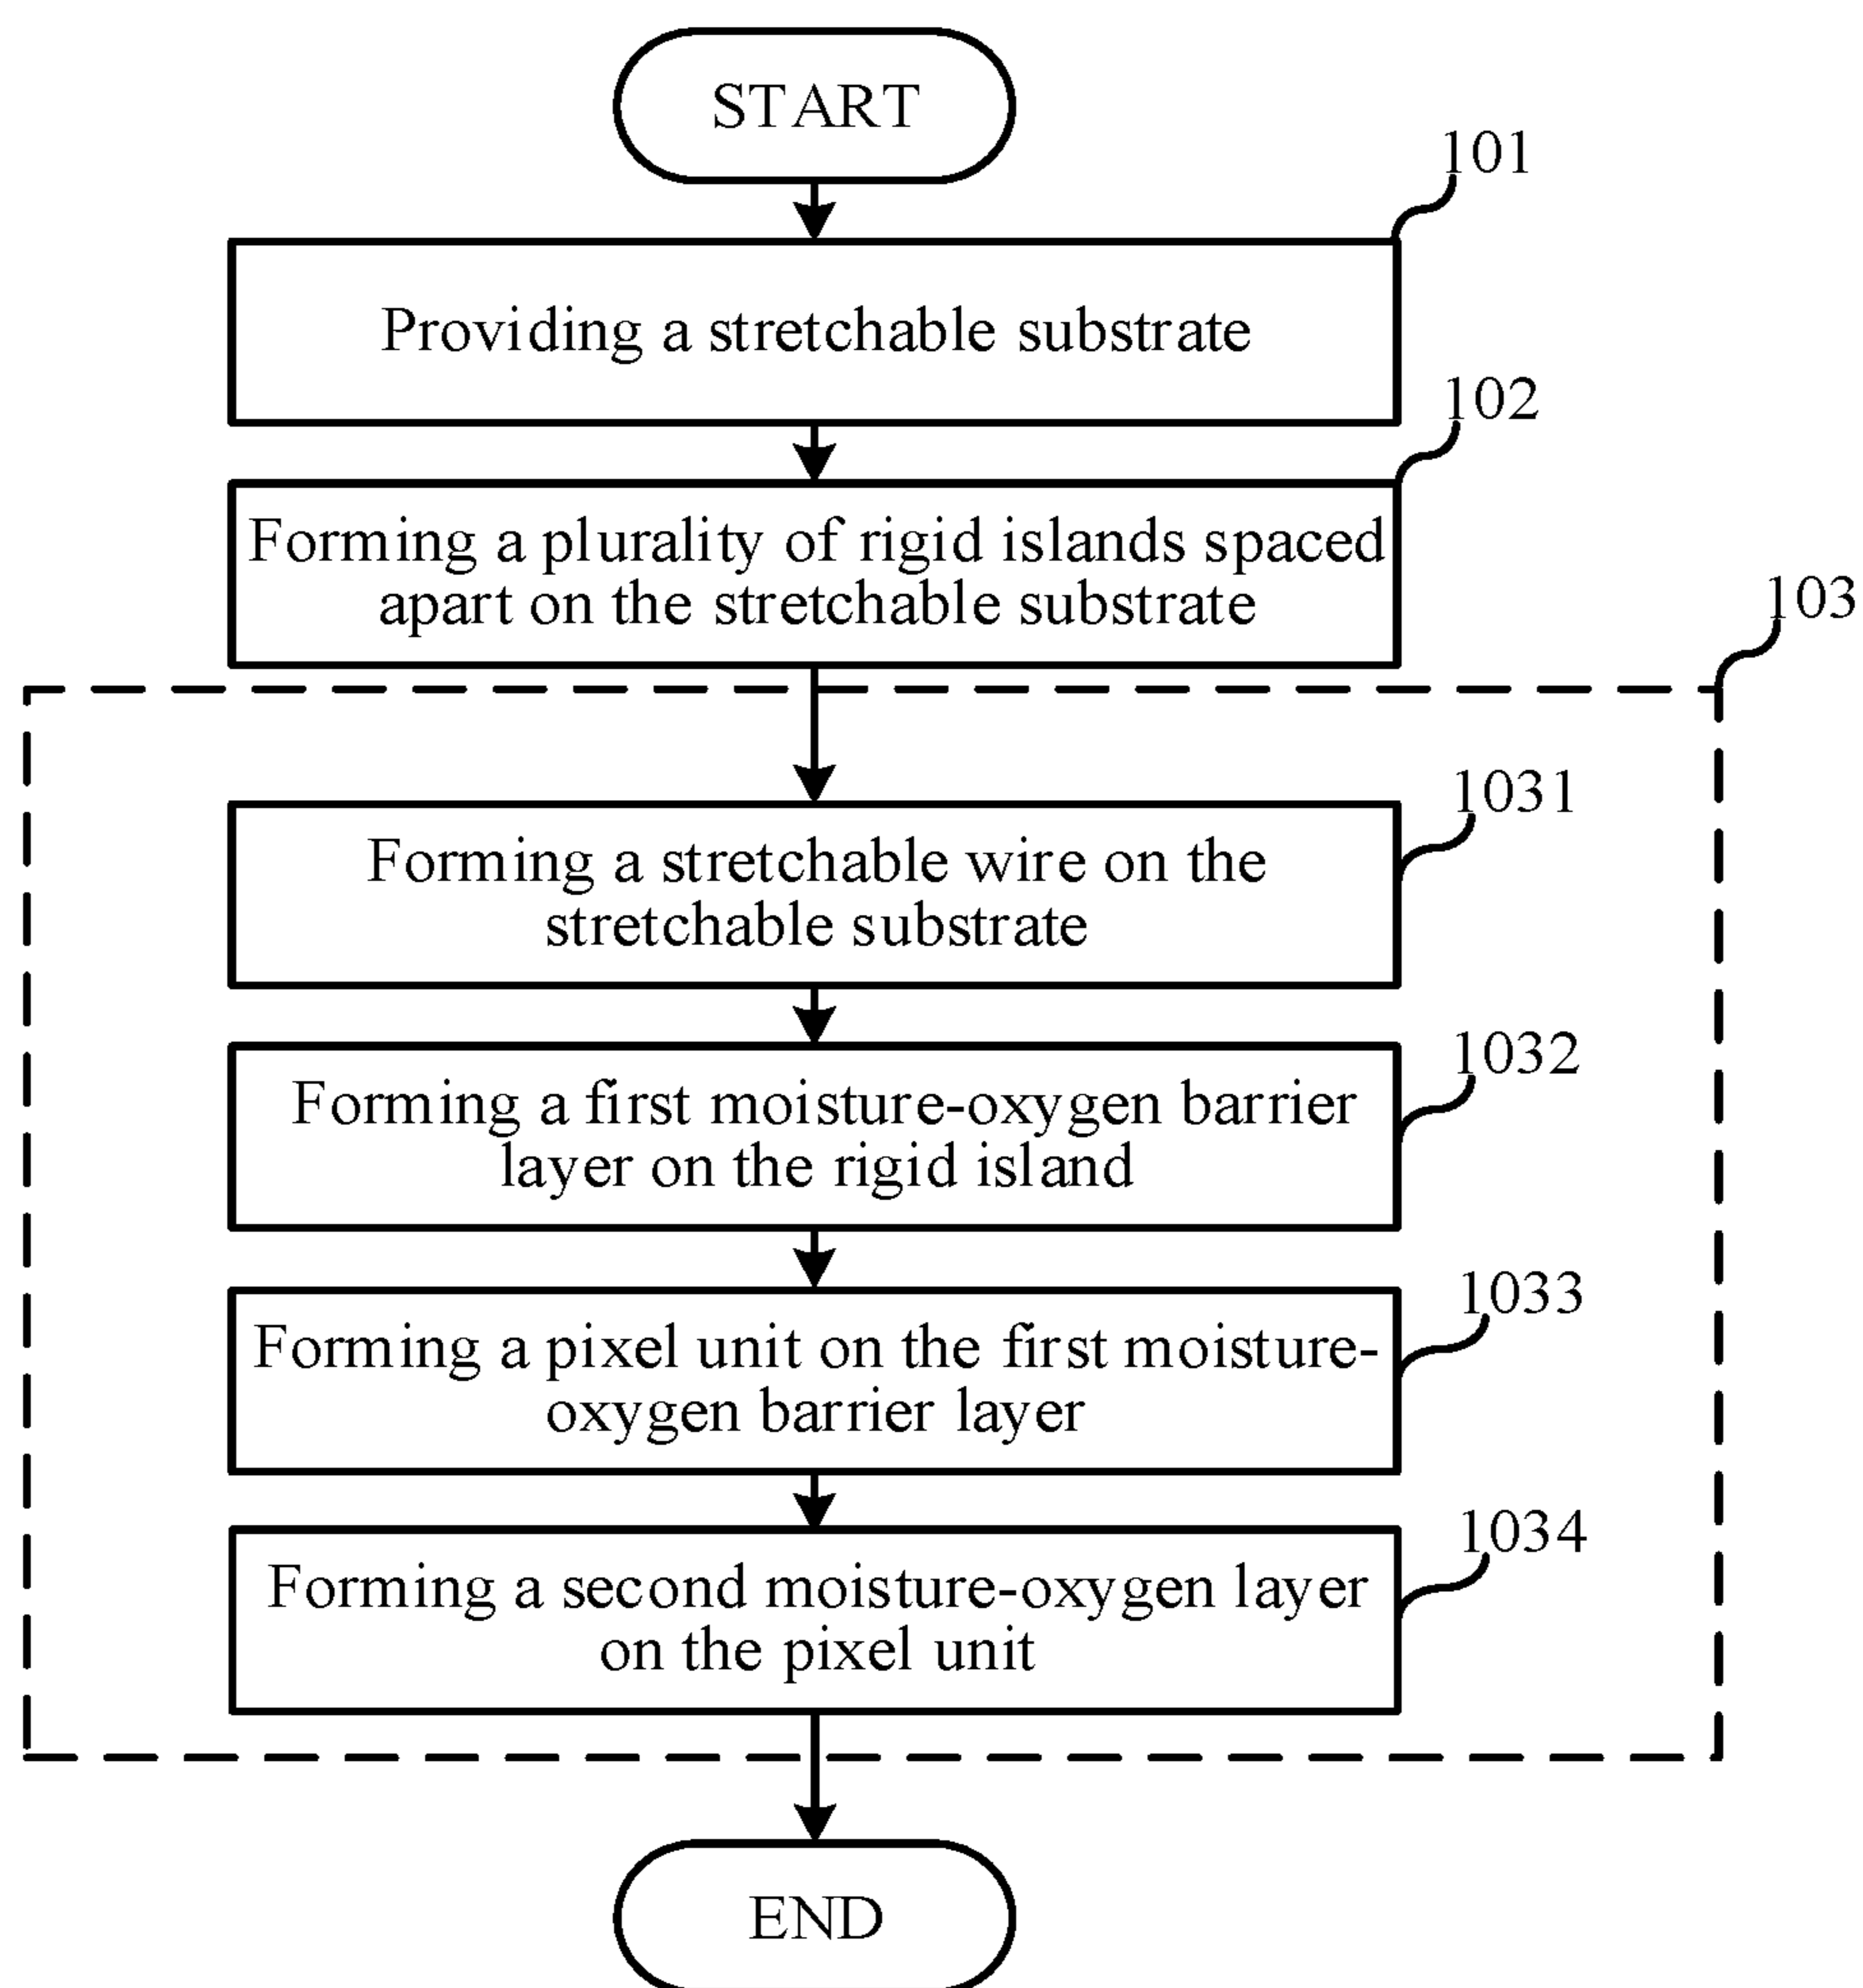 START
101
Providing a stretchable substrate
102
Forming a plurality of rigid islands spaced
apart on the stretchable substrate
103
1031
Forming a stretchable wire on the
stretchable substrate
1032
Forming a first moisture-oxygen barrier
layer on the rigid island
1033
Forming a pixel unit on the first moisture-
oxygen barrier layer
1034
Forming a second moisture-oxygen layer
on the pixel unit
END